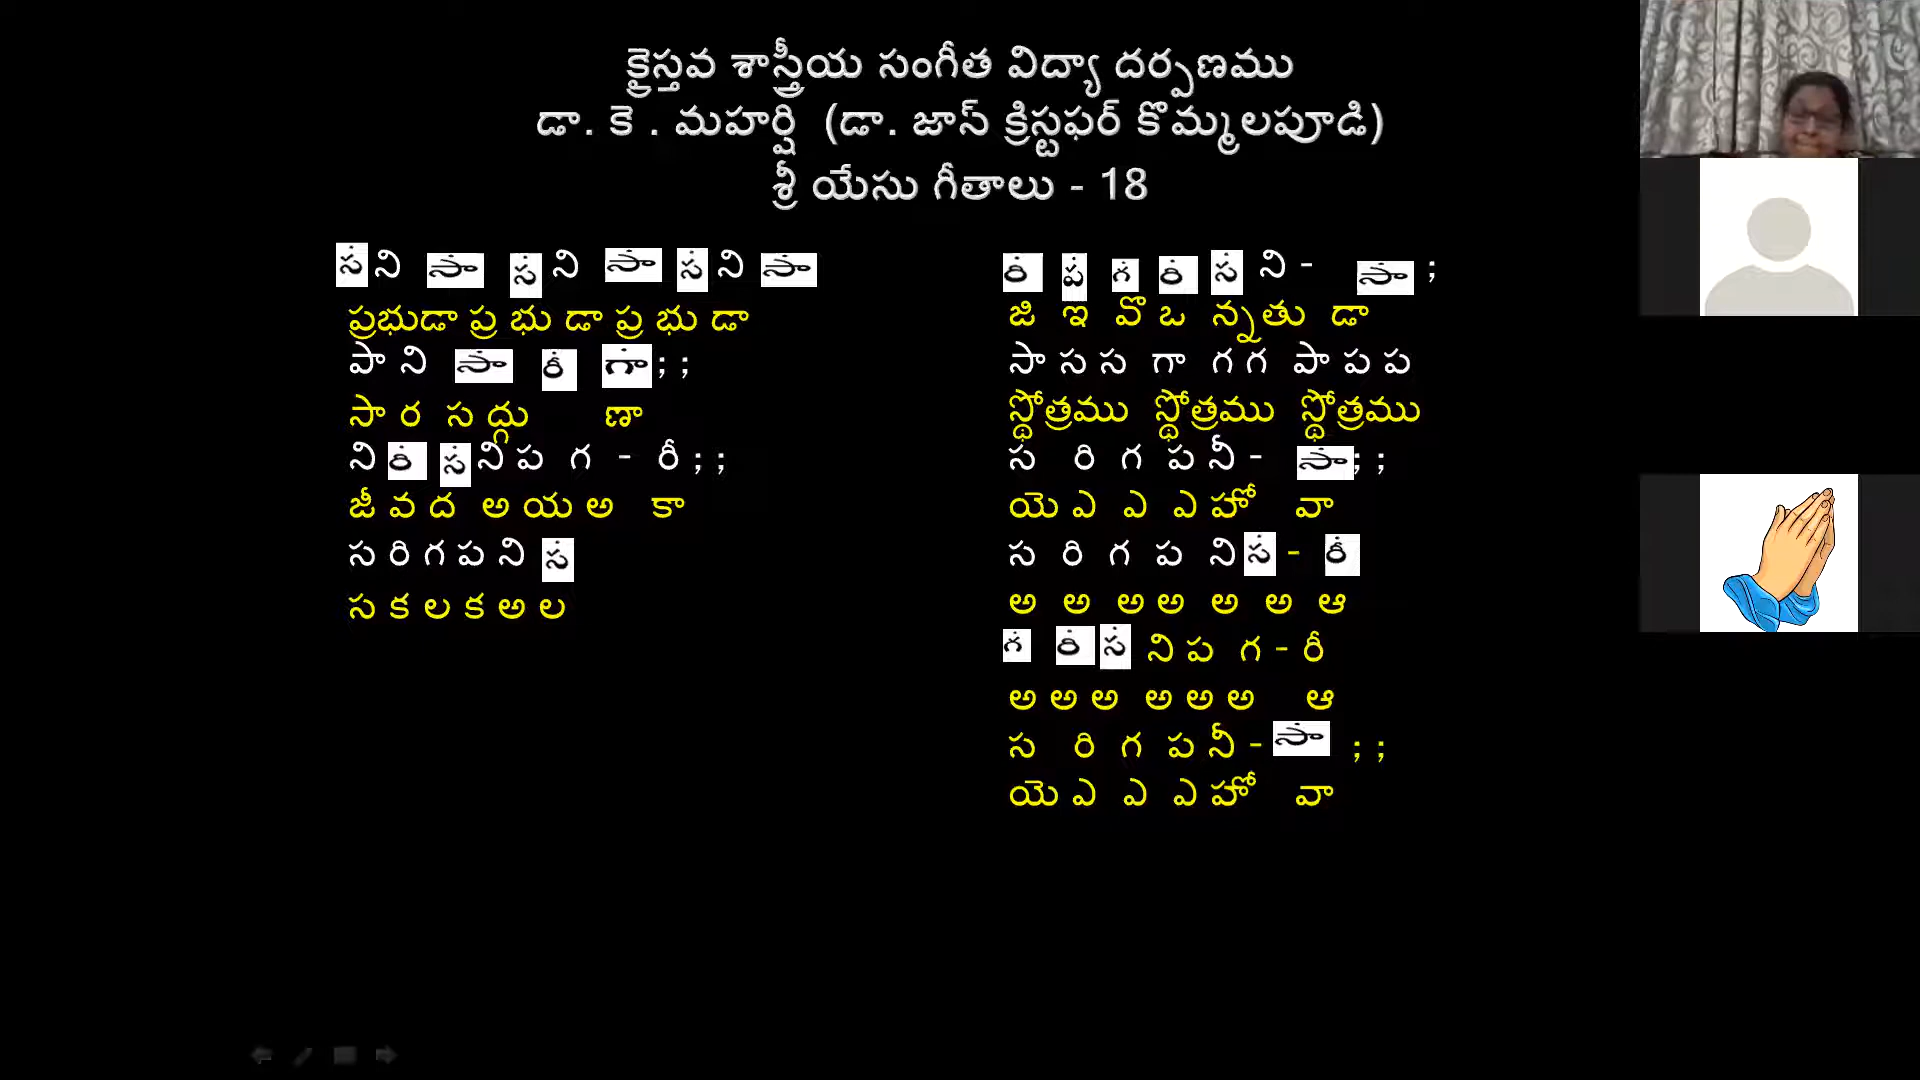 క్రైస్తవ శాస్త్రీయ సంగీత విద్యా దర్పణము
డా. కె . మహర్షి (డా. జాన్ క్రిస్టఫర్ కొమ్మలపూడి)
శ్రీ యేసు గీతాలు - 18
స̇ ని సా̇ స̇ ని సా̇ స̇ ని సా̇
ప్రభుడా ప్ర భు డా ప్ర భు డా
పా ని సా̇ రీ̇ గా̇ ; ;
సా ర స ద్గు ణా
ని రి̇ స̇ ని ప గ - రీ ; ;
జీ వ ద అ య అ కా
స రి గ ప ని స̇
స క ల క అ ల
రి̇ ప̇ గ̇ రి̇ స̇ ని - సా̇ ;
జి ఇ వొ ఒ న్నతు డా
సా స స గా గ గ పా ప ప
స్థోత్రము స్థోత్రము స్థోత్రము
స రి గ ప నీ - సా̇ ; ;
యె ఎ ఎ ఎ హో వా
స రి గ ప ని స̇ - రీ̇
అ అ అ అ అ అ ఆ
గ̇ రి̇ స̇ ని ప గ - రీ
అ అ అ అ అ అ ఆ
స రి గ ప నీ - సా̇ ; ;
యె ఎ ఎ ఎ హో వా